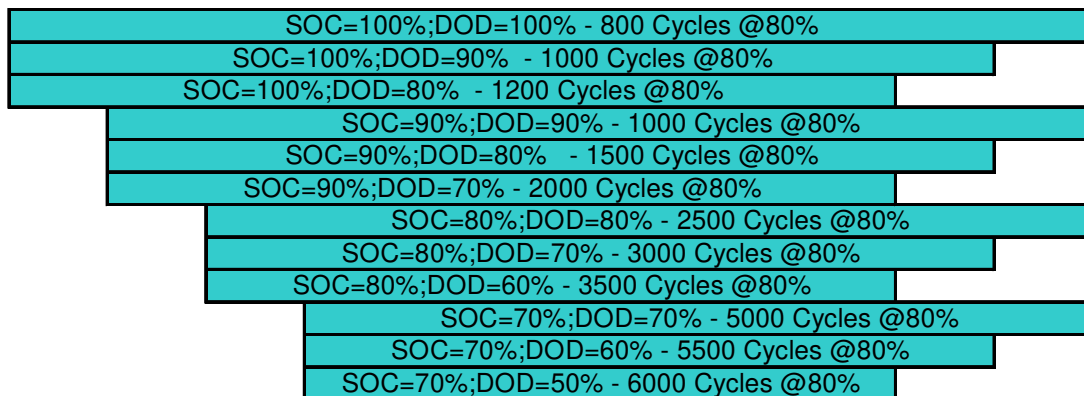 SOC=100%;DOD=100% - 800 Cycles @80%
SOC=100%;DOD=90%  - 1000 Cycles @80%
SOC=100%;DOD=80%  - 1200 Cycles @80%
SOC=90%;DOD=90% - 1000 Cycles @80%
SOC=90%;DOD=80%   - 1500 Cycles @80%
SOC=90%;DOD=70% - 2000 Cycles @80%
SOC=80%;DOD=80% - 2500 Cycles @80%
SOC=80%;DOD=70% - 3000 Cycles @80%
SOC=80%;DOD=60% - 3500 Cycles @80%
SOC=70%;DOD=70% - 5000 Cycles @80%
SOC=70%;DOD=60% - 5500 Cycles @80%
SOC=70%;DOD=50% - 6000 Cycles @80%